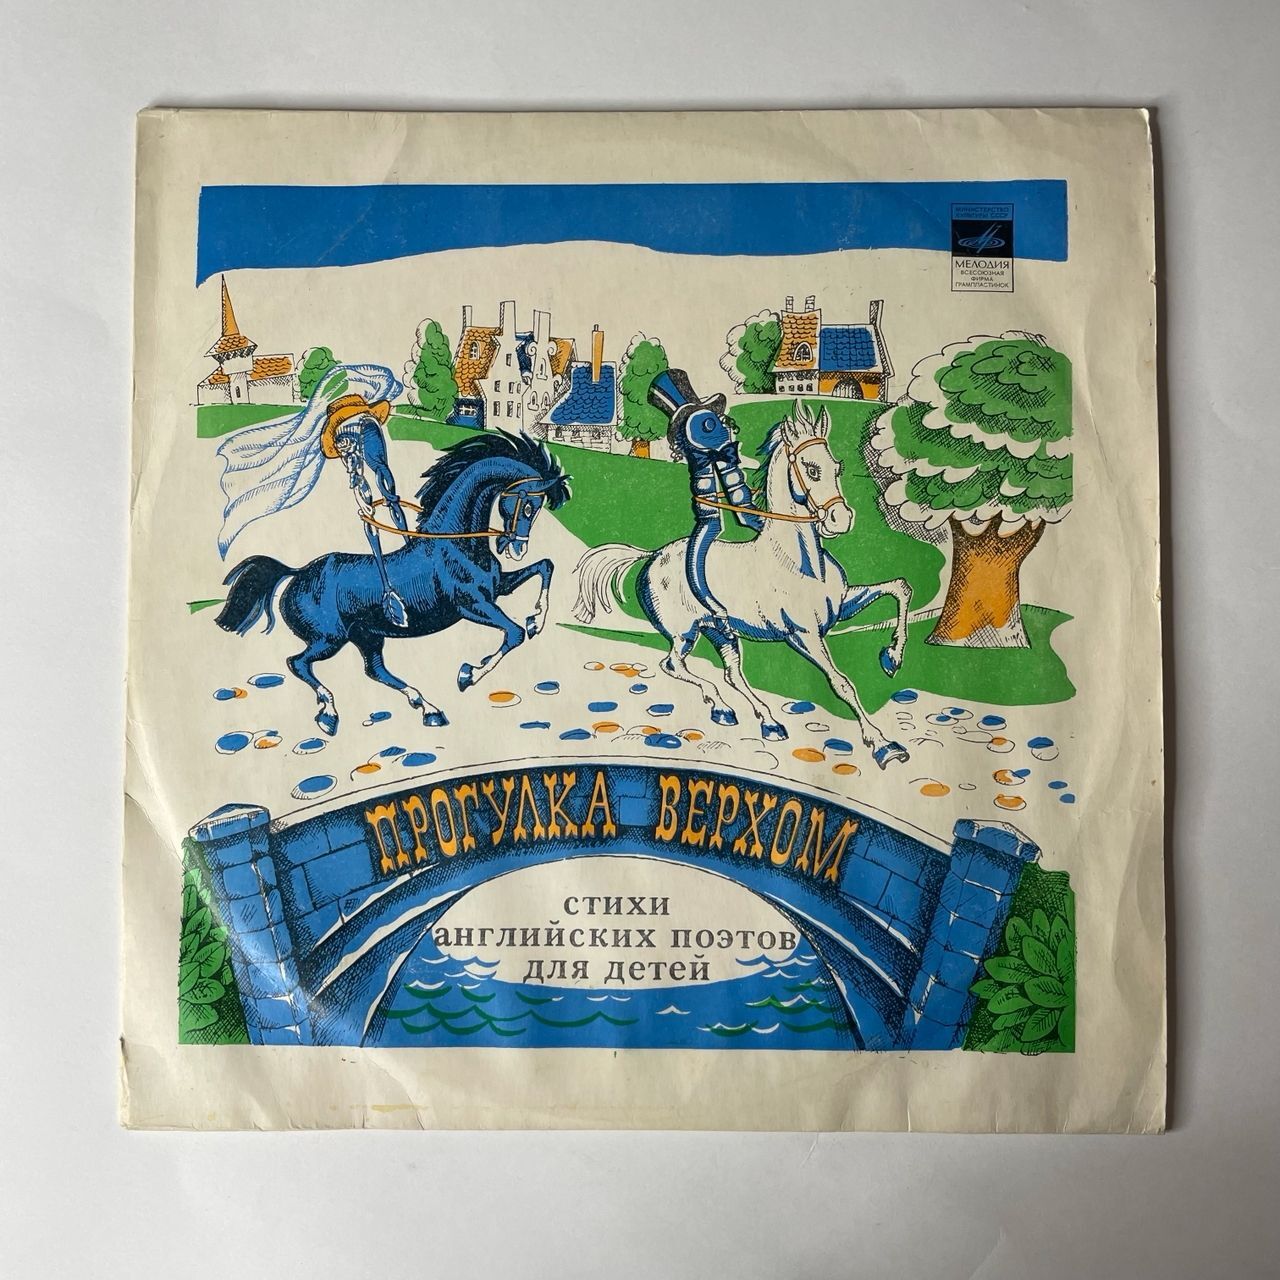 МИНИСТЕРСТВО
КУЛЬТУРЫ СССР
МЕЛОДИЯ
ВСЕСОЮЗНАЯ
ФИРМА
ГРАМПЛАСТИНОК
ПРОГУЛКА ВЕРХОМ
СТИХИ
АНГЛИЙСКИХ ПОЭТОВ
ДЛЯ ДЕТЕЙ